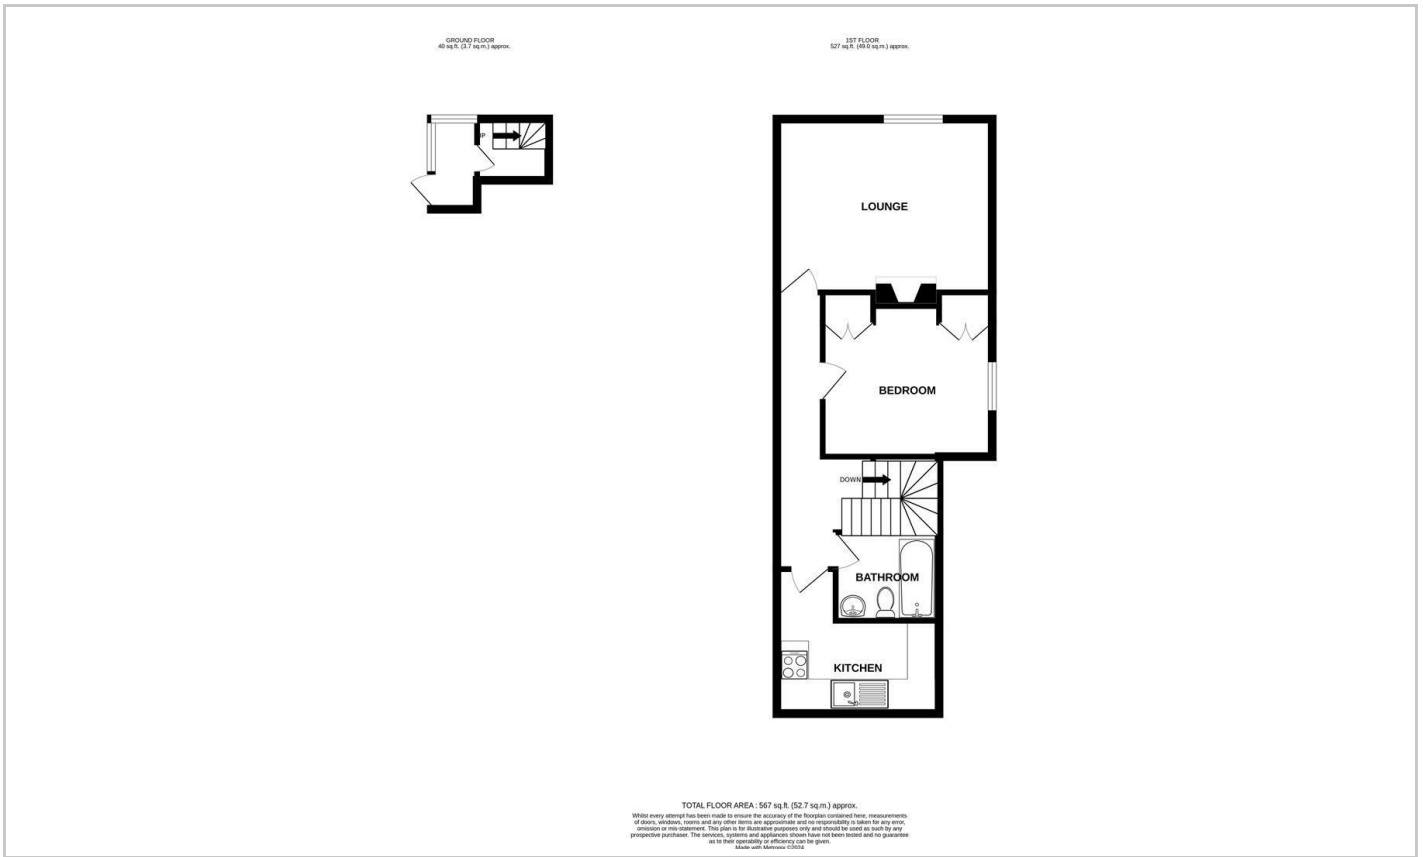 GROUND FLOOR
40 sq.ft. (3.7 sq.m.) approx.
1ST FLOOR
527 sq.ft. (49.0 sq.m.) approx.
UP
LOUNGE
BEDROOM
DOWN
BATHROOM
KITCHEN
TOTAL FLOOR AREA : 567 sq.ft. (52.7 sq.m.) approx.
Whilst every attempt has been made to ensure the accuracy of the floorplan contained here, measurements
of doors, windows, rooms and any other items are approximate and no responsibility is taken for any error,
omission or mis-statement. This plan is for illustrative purposes only and should be used as such by any
prospective purchaser. The services, systems and appliances shown have not been tested and no guarantee
as to their operability or efficiency can be given.
Made with Metropix ©2024